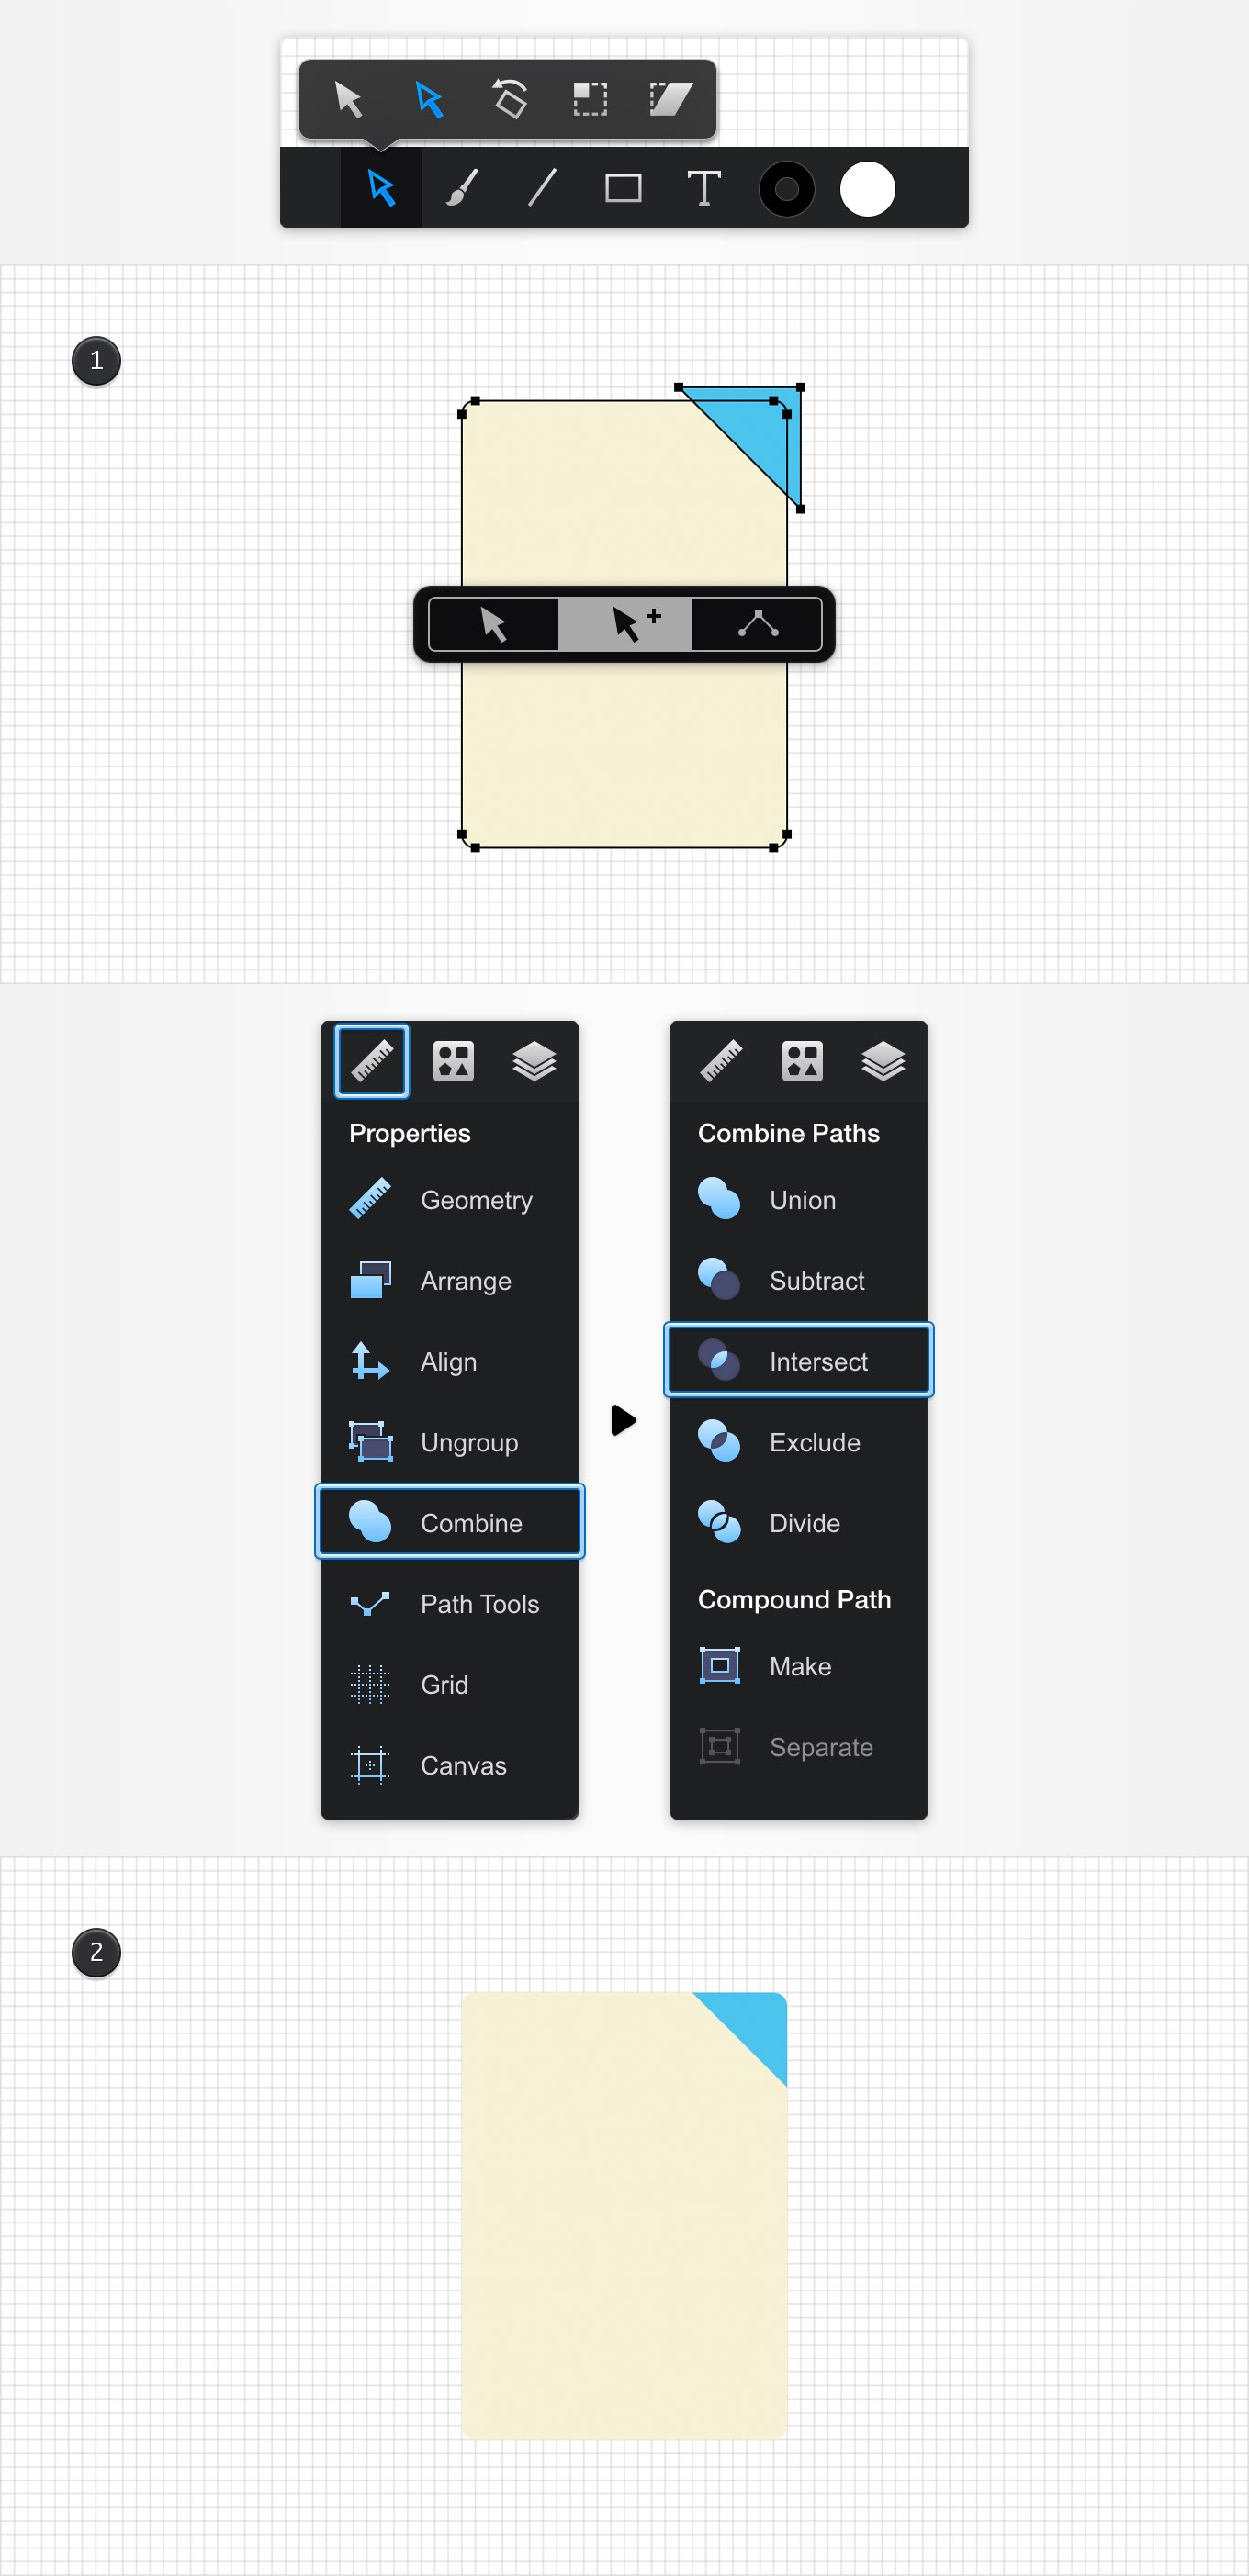 T
1
Properties
Geometry
Arrange
Align
Ungroup
Combine
Path Tools
Grid
Canvas
Combine Paths
Union
Subtract
Intersect
Exclude
Divide
Compound Path
Make
Separate
2